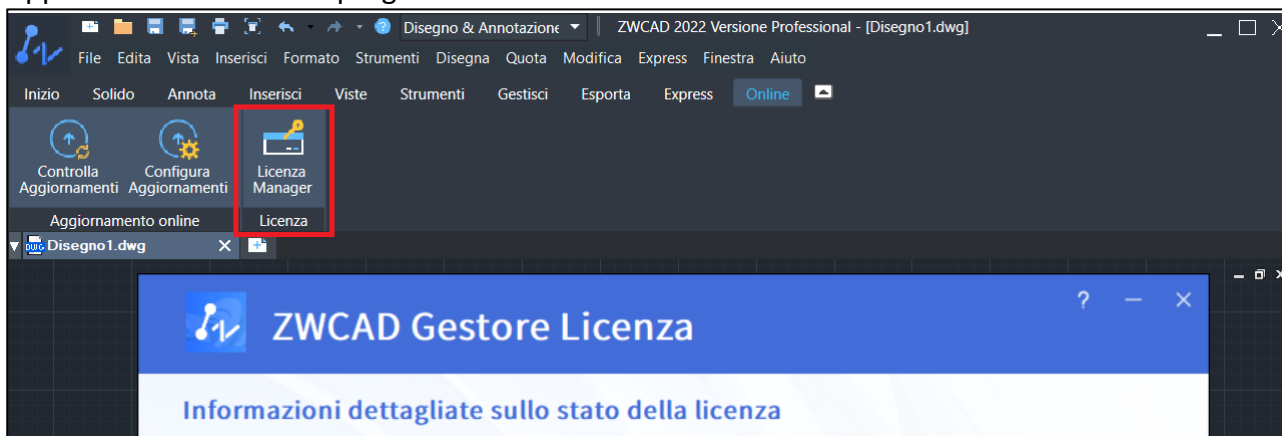 Disegno & Annotazione ZWCAD 2022 Versione Professional - [Disegno1.dwg]
File Edita Vista Inserisci Formato Strumenti Disegna Quota Modifica Express Finestra Aiuto
Inizio Solido Annota Inserisci Viste Strumenti Gestisci Esporta Express Online
Controlla Configura Licenza
Aggiornamenti Aggiornamenti Manager
Aggiornamento online Licenza
DWG Disegno1.dwg
ZWCAD Gestore Licenza
Informazioni dettagliate sullo stato della licenza